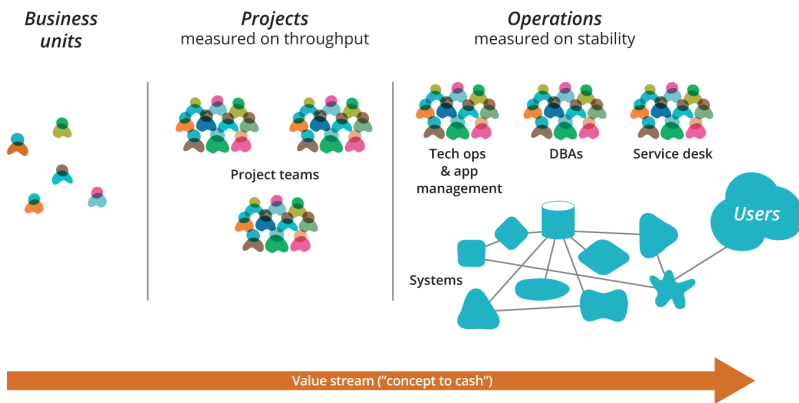 Business
units
Projects
measured on throughput
Operations
measured on stability
Project teams
Tech ops
& app
management
DBAs
Service desk
Users
Systems
Value stream (“concept to cash”)